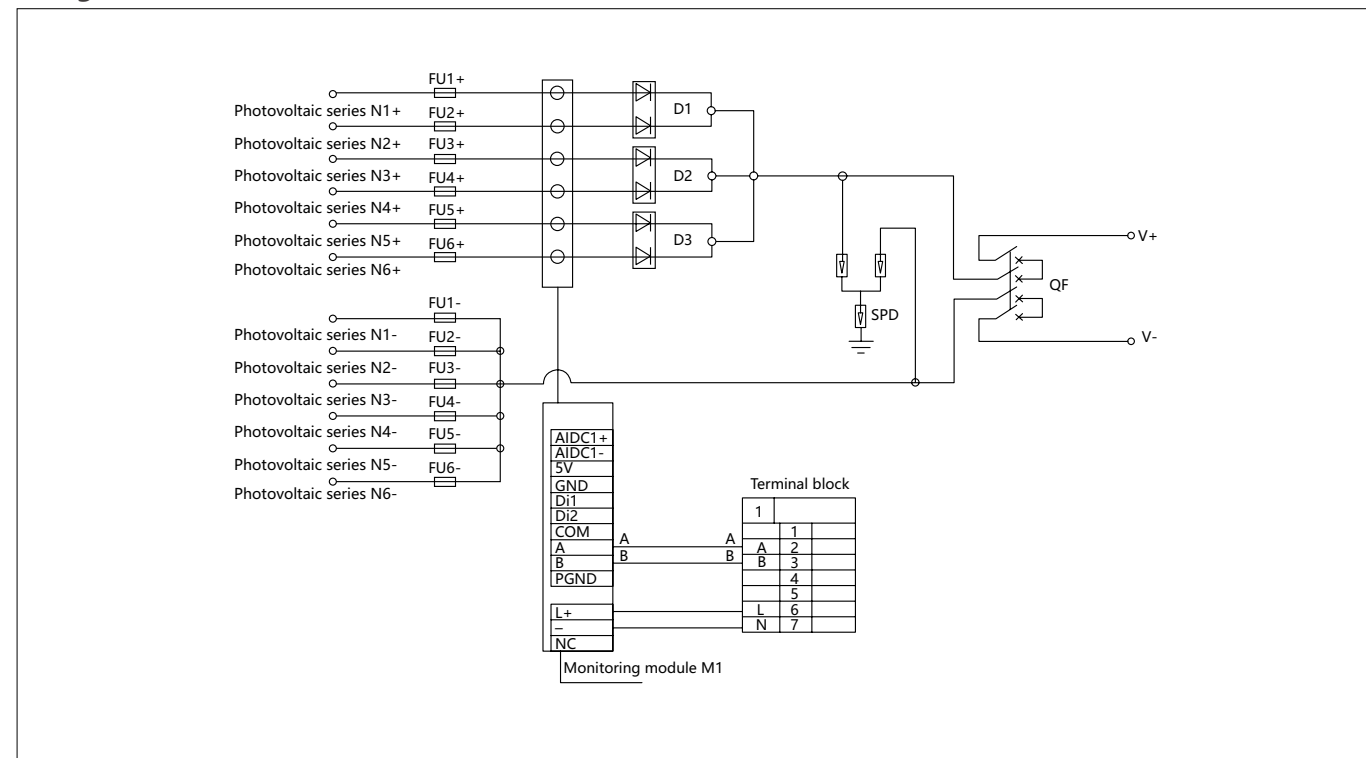 FU1+
Photovoltaic series N1+
FU2+
D1
Photovoltaic series N2+
FU3+
Photovoltaic series N3+
FU4+
D2
Photovoltaic series N4+
FU5+
Photovoltaic series N5+
FU6+
D3
Photovoltaic series N6+
V+
QF
SPD
V-
FU1-
Photovoltaic series N1-
FU2-
Photovoltaic series N2-
FU3-
Photovoltaic series N3-
FU4-
Photovoltaic series N4-
FU5-
Photovoltaic series N5-
FU6-
Photovoltaic series N6-
AIDC1+
AIDC1-
5V
GND
Di1
Di2
COM
A
B
PGND
L+
–
NC
A
B
A
B
Monitoring module M1
Terminal block
1
1
A 2
B 3
4
5
L 6
N 7